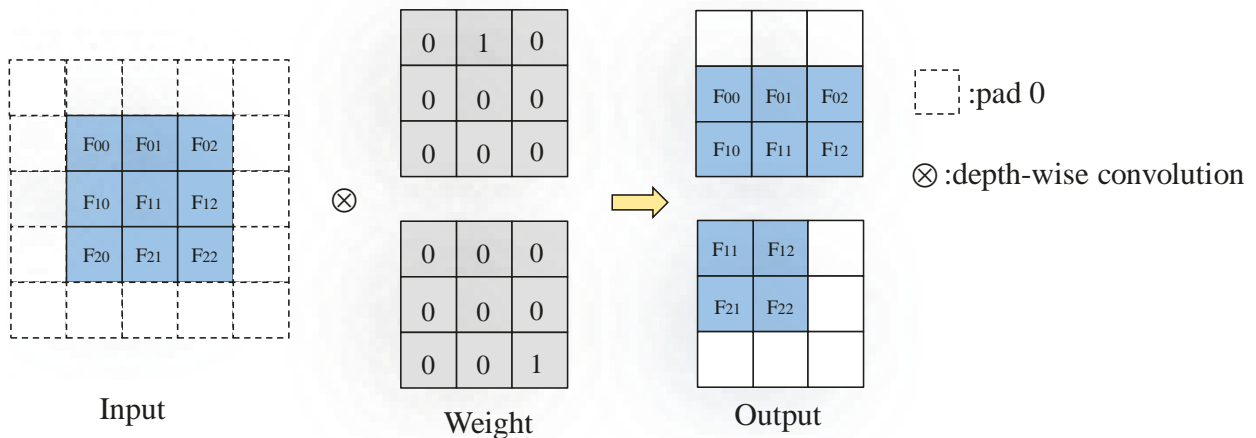 0 1 0
0 0 0
0 0 0
F00 F01 F02
F10 F11 F12
:pad 0
F00 F01 F02
F10 F11 F12
F20 F21 F22
⊗
⊗ :depth-wise convolution
0 0 0
0 0 0
0 0 1
F11 F12
F21 F22
Input
Weight
Output